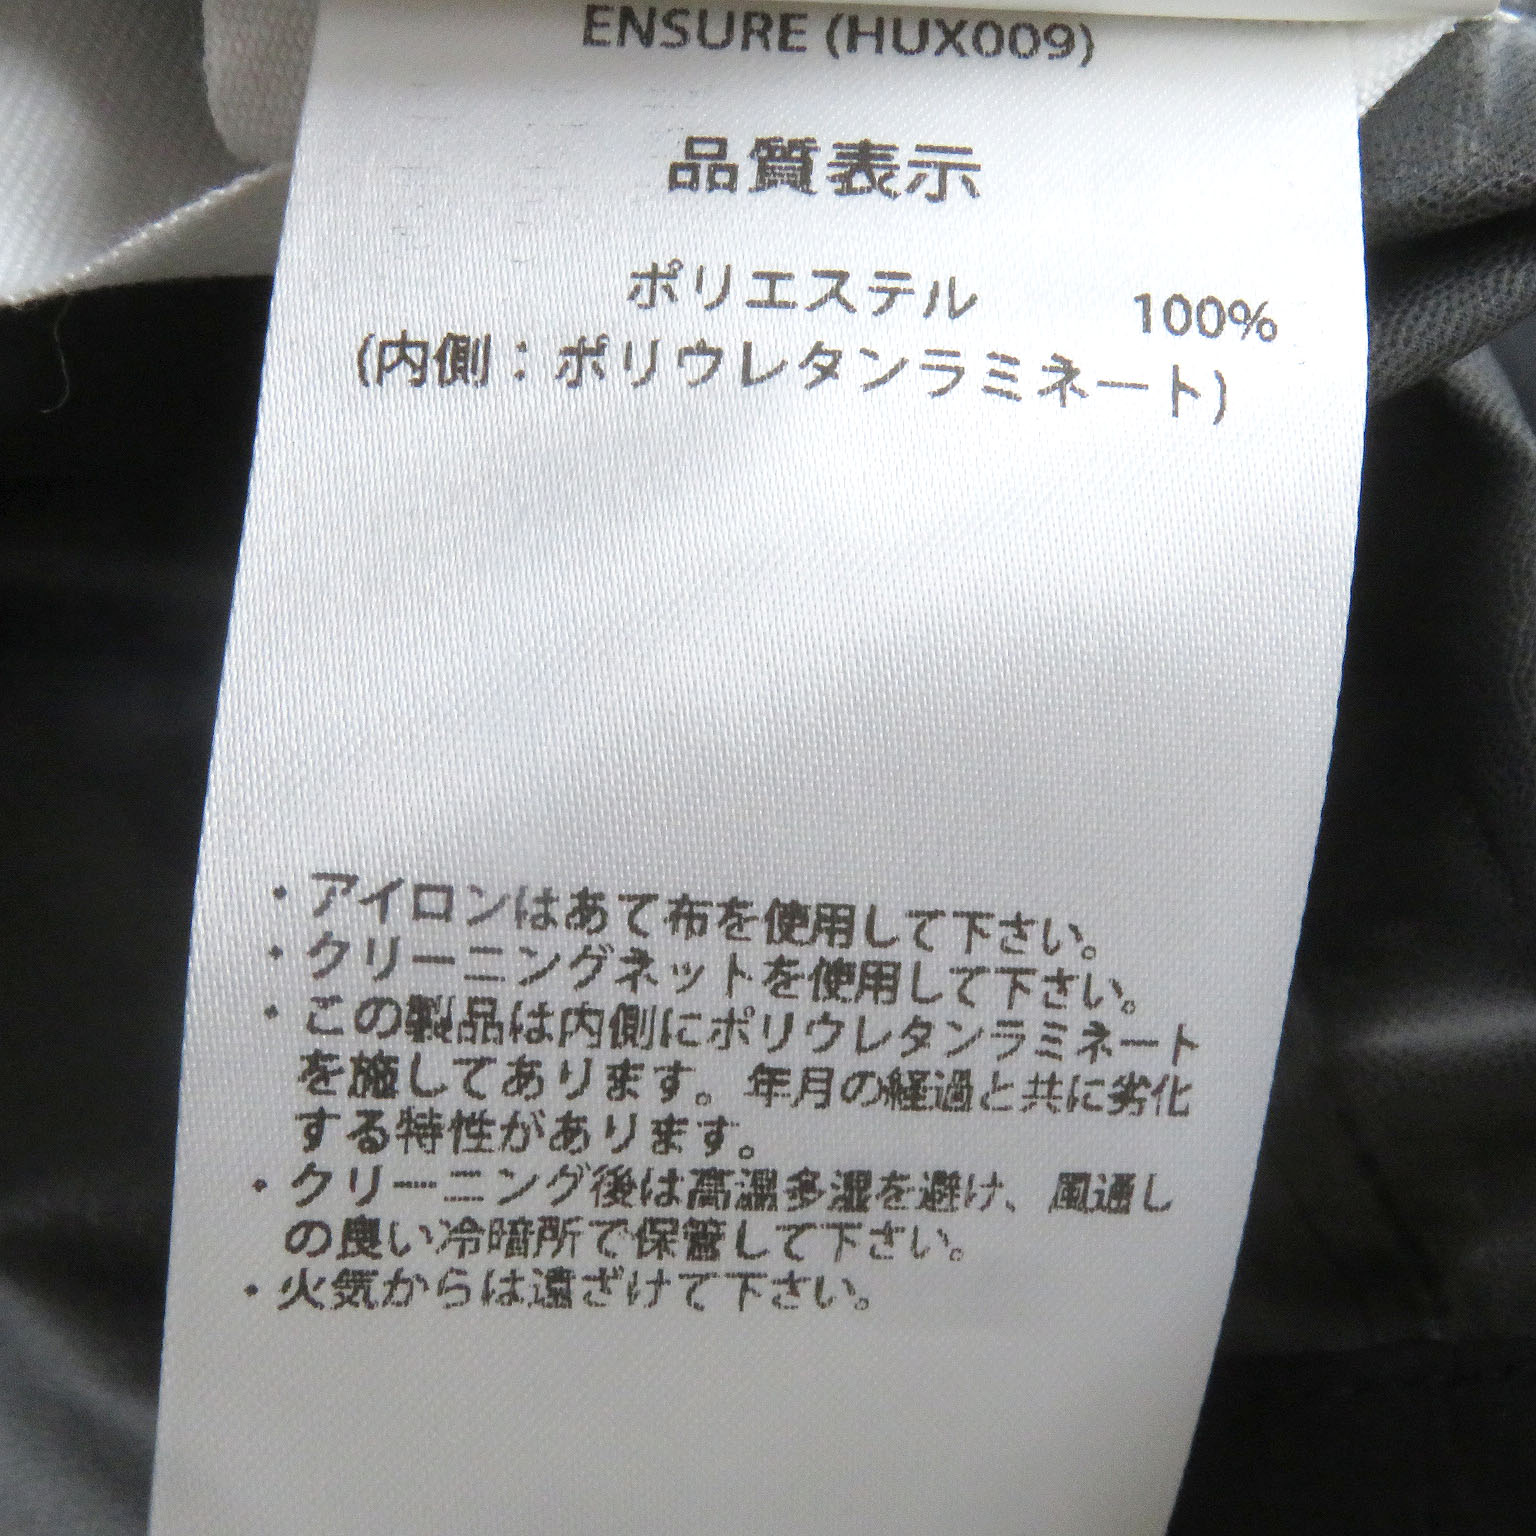 ENSURE (HUX009)
品質表示
ポリエステル 100%
(内側：ポリウレタンラミネート)
・アイロンはあて布を使用して下さい。
・クリーニングネットを使用して下さい。
・この製品は内側にポリウレタンラミネート
を施してあります。年月の経過と共に劣化
する特性があります。
・クリーニング後は高温多湿を避け、風通し
の良い冷暗所で保管して下さい。
・火気からは遠ざけて下さい。